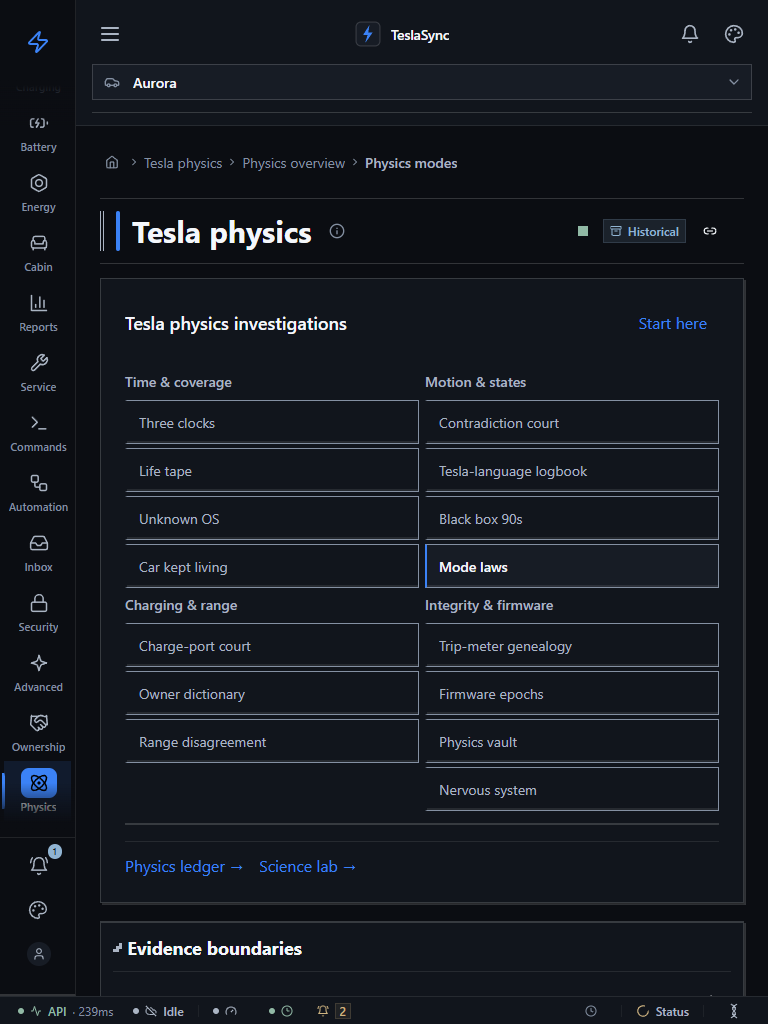 TeslaSync
Aurora
Charging
Battery
Energy
Cabin
Reports
Service
Commands
Automation
Inbox
Security
Advanced
Ownership
Physics
1
Tesla physics > Physics overview > Physics modes
Tesla physics
Historical
Tesla physics investigations
Start here
Time & coverage
Three clocks
Life tape
Unknown OS
Car kept living
Motion & states
Contradiction court
Tesla-language logbook
Black box 90s
Mode laws
Charging & range
Charge-port court
Owner dictionary
Range disagreement
Integrity & firmware
Trip-meter genealogy
Firmware epochs
Physics vault
Nervous system
Physics ledger → Science lab →
Evidence boundaries
API · 239ms Idle 2 Status